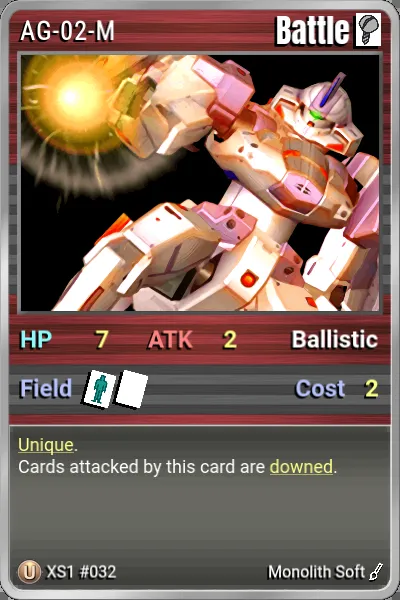 AG-02-M Battle
HP 7 ATK 2 Ballistic
Field Cost 2
Unique.
Cards attacked by this card are downed.
U XS1 #032 Monolith Soft